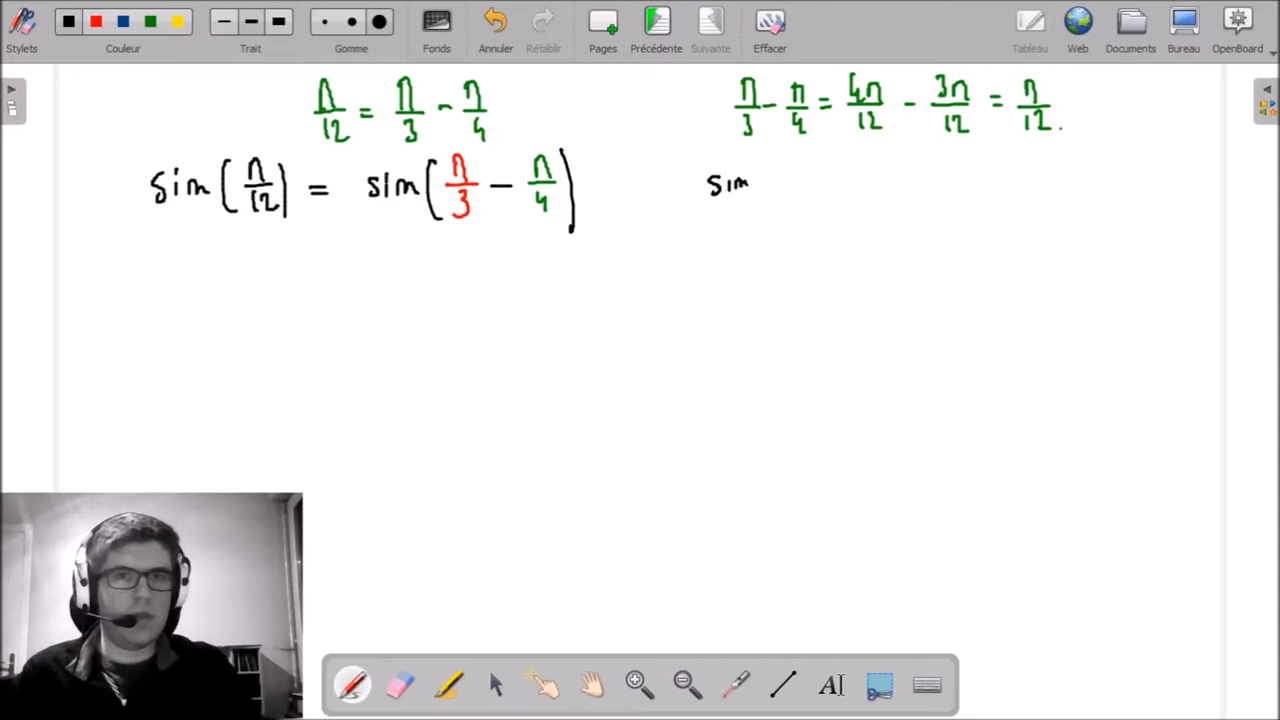 Stylets Couleur Trait Gomme Fonds Annuler Rétablir Pages Précédente Suivante Effacer Tableau Web Documents Bureau OpenBoard
π/12 = π/3 - π/4
π/3 - π/4 = 4π/12 - 3π/12 = π/12.
sin(π/12) = sin(π/3 - π/4)
sin
AI